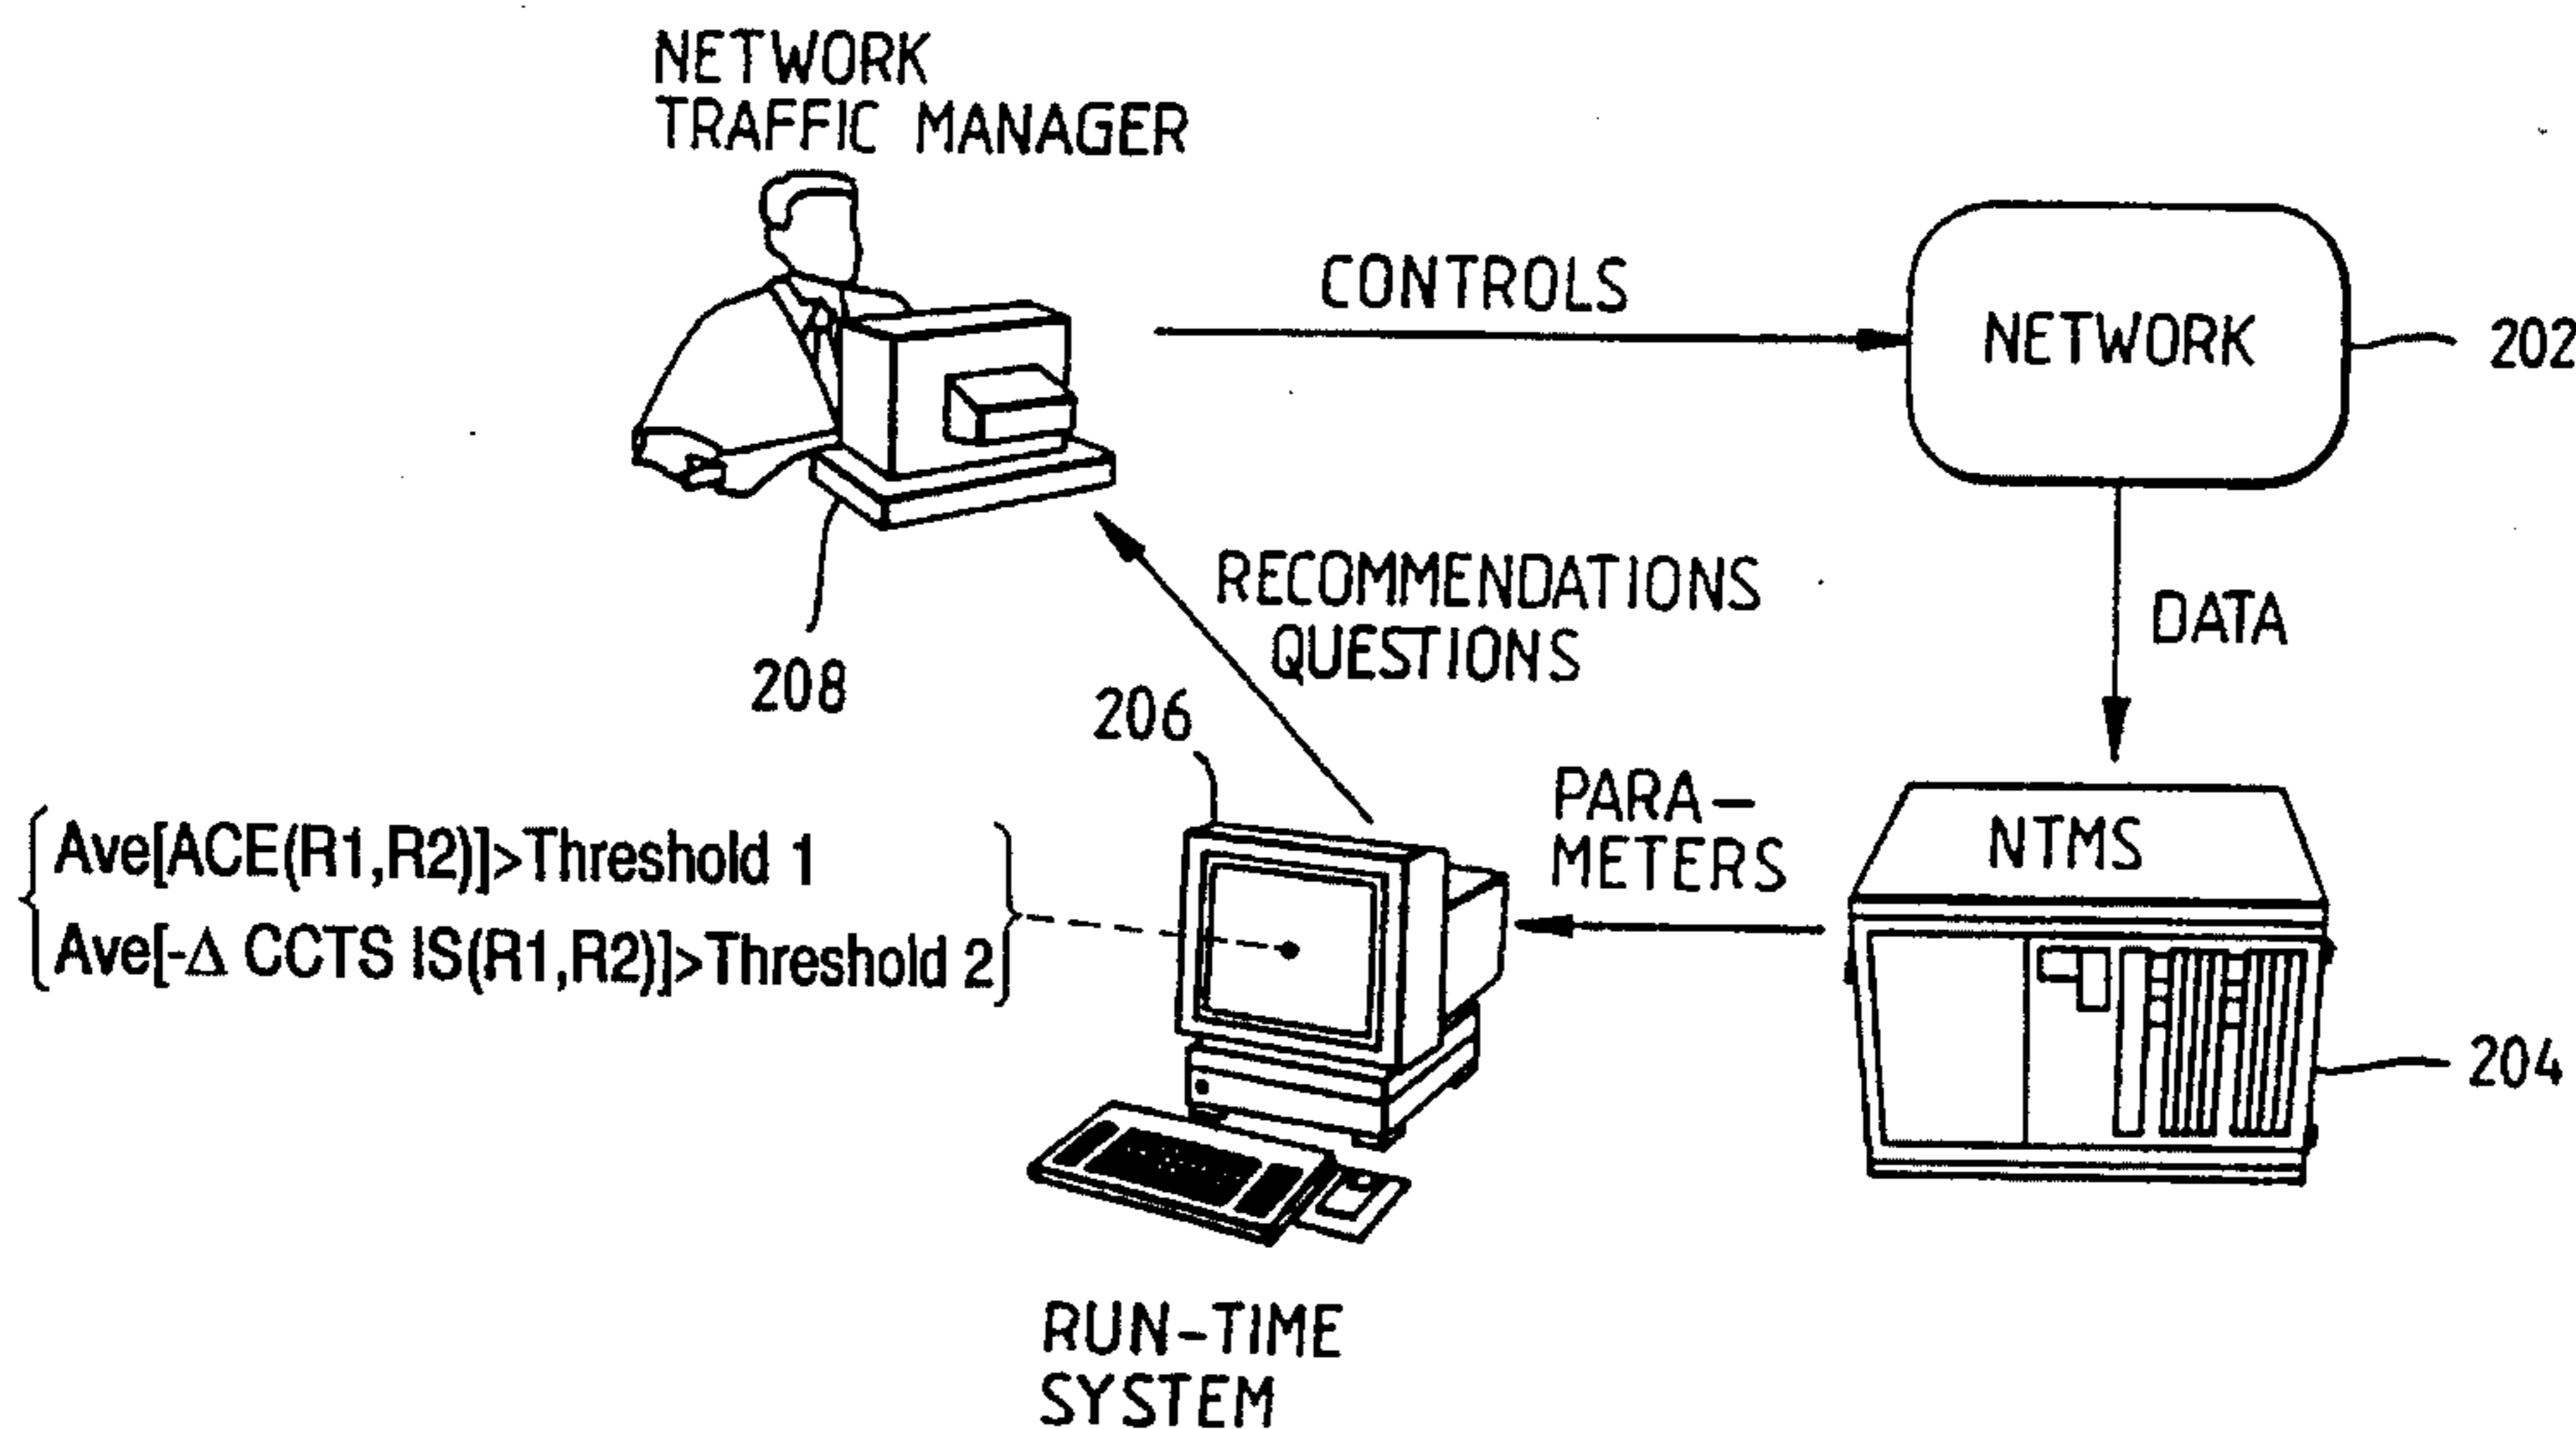 NETWORK
TRAFFIC MANAGER
CONTROLS
NETWORK
202
RECOMMENDATIONS
QUESTIONS
DATA
208
206
PARA-
METERS
NTMS
Ave[ACE(R1,R2)]>Threshold 1
Ave[-Δ CCTS IS(R1,R2)]>Threshold 2
204
RUN-TIME
SYSTEM